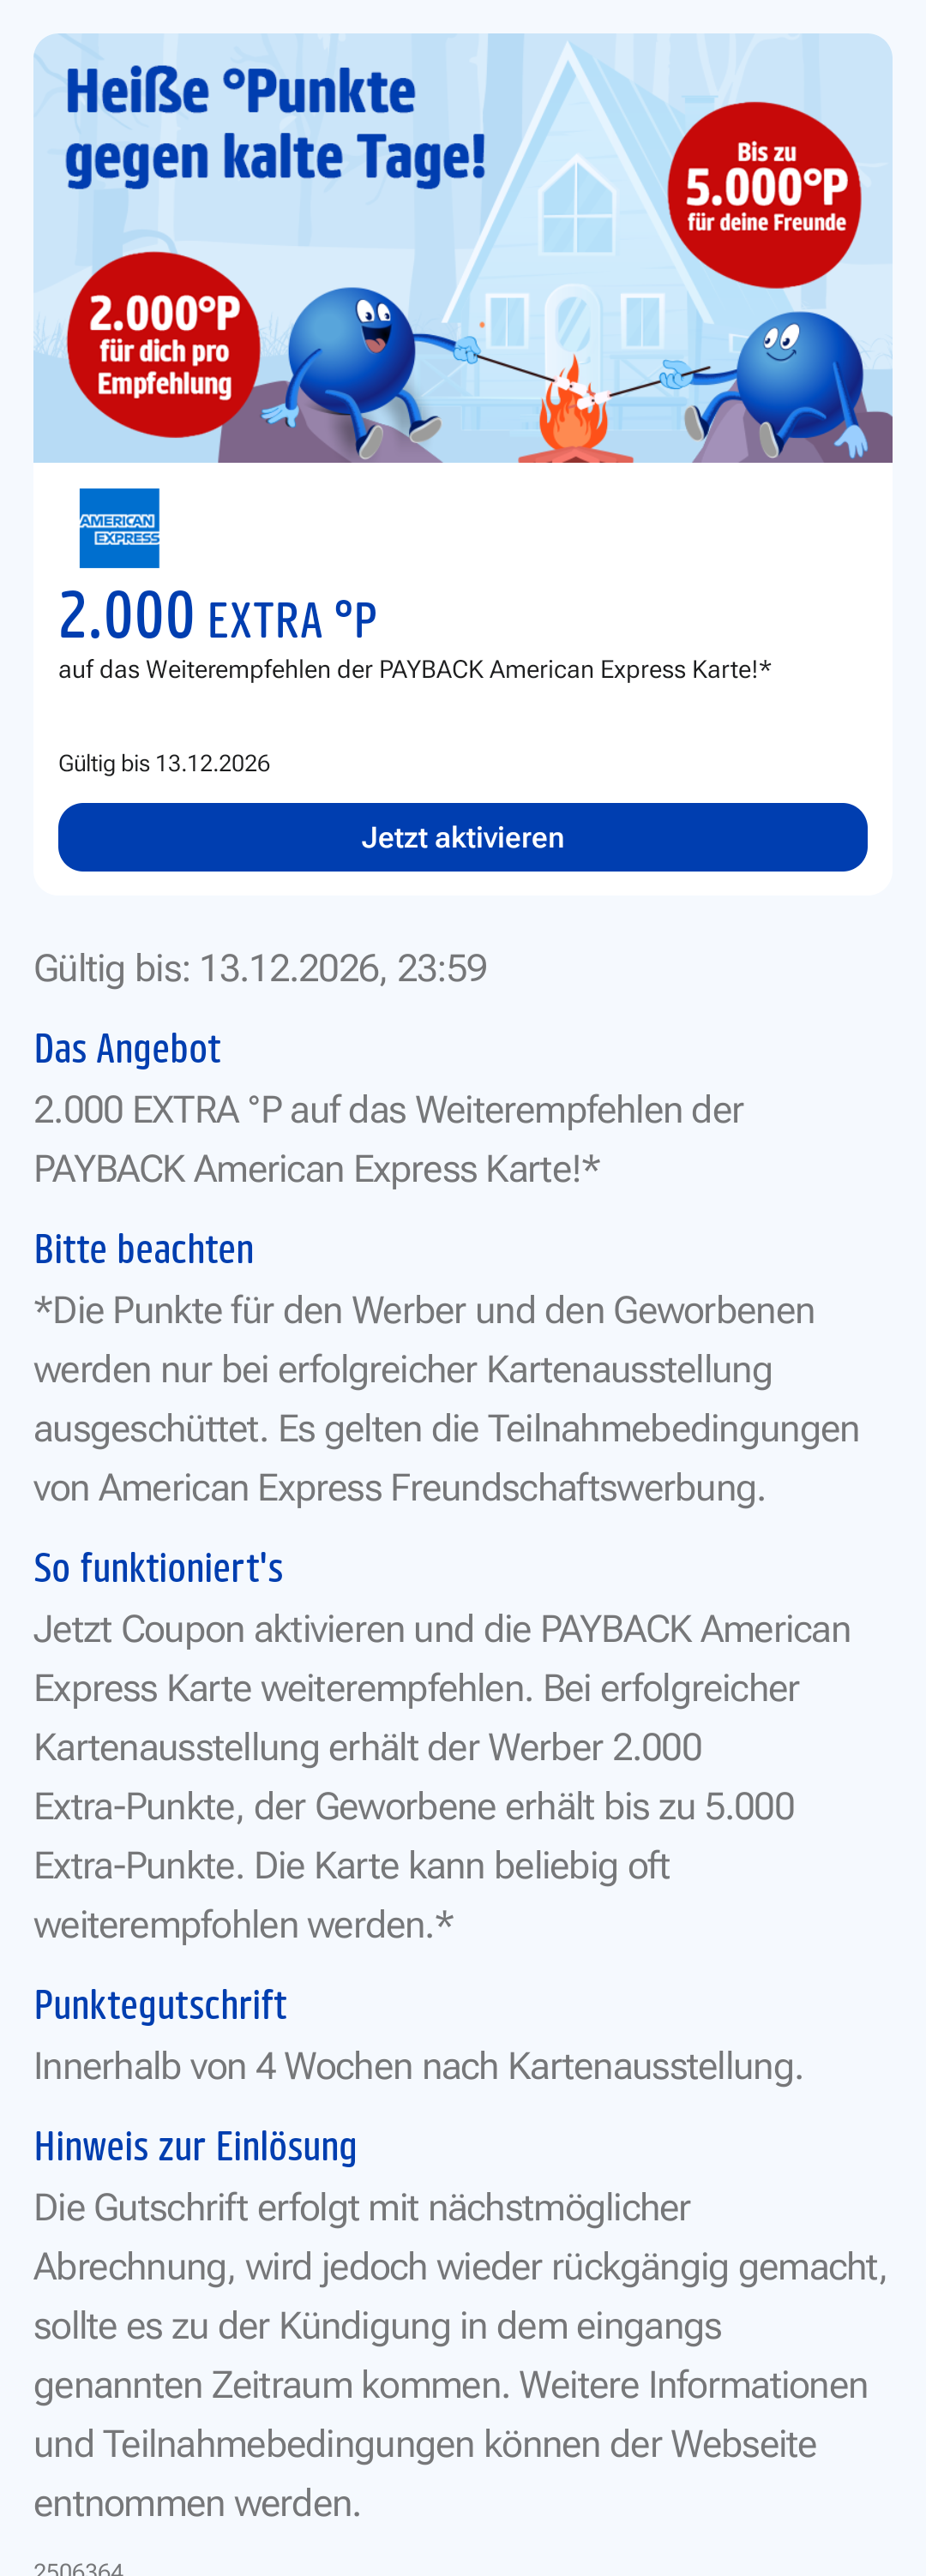 Heiße °Punkte
gegen kalte Tage!
Bis zu
5.000°P
für deine Freunde
2.000°P
für dich pro
Empfehlung
AMERICAN
EXPRESS
2.000 EXTRA °P
auf das Weiterempfehlen der PAYBACK American Express Karte!*
Gültig bis 13.12.2026
Jetzt aktivieren
Gültig bis: 13.12.2026, 23:59
Das Angebot
2.000 EXTRA °P auf das Weiterempfehlen der
PAYBACK American Express Karte!*
Bitte beachten
*Die Punkte für den Werber und den Geworbenen
werden nur bei erfolgreicher Kartenausstellung
ausgeschüttet. Es gelten die Teilnahmebedingungen
von American Express Freundschaftswerbung.
So funktioniert's
Jetzt Coupon aktivieren und die PAYBACK American
Express Karte weiterempfehlen. Bei erfolgreicher
Kartenausstellung erhält der Werber 2.000
Extra-Punkte, der Geworbene erhält bis zu 5.000
Extra-Punkte. Die Karte kann beliebig oft
weiterempfohlen werden.*
Punktegutschrift
Innerhalb von 4 Wochen nach Kartenausstellung.
Hinweis zur Einlösung
Die Gutschrift erfolgt mit nächstmöglicher
Abrechnung, wird jedoch wieder rückgängig gemacht,
sollte es zu der Kündigung in dem eingangs
genannten Zeitraum kommen. Weitere Informationen
und Teilnahmebedingungen können der Webseite
entnommen werden.
2506364